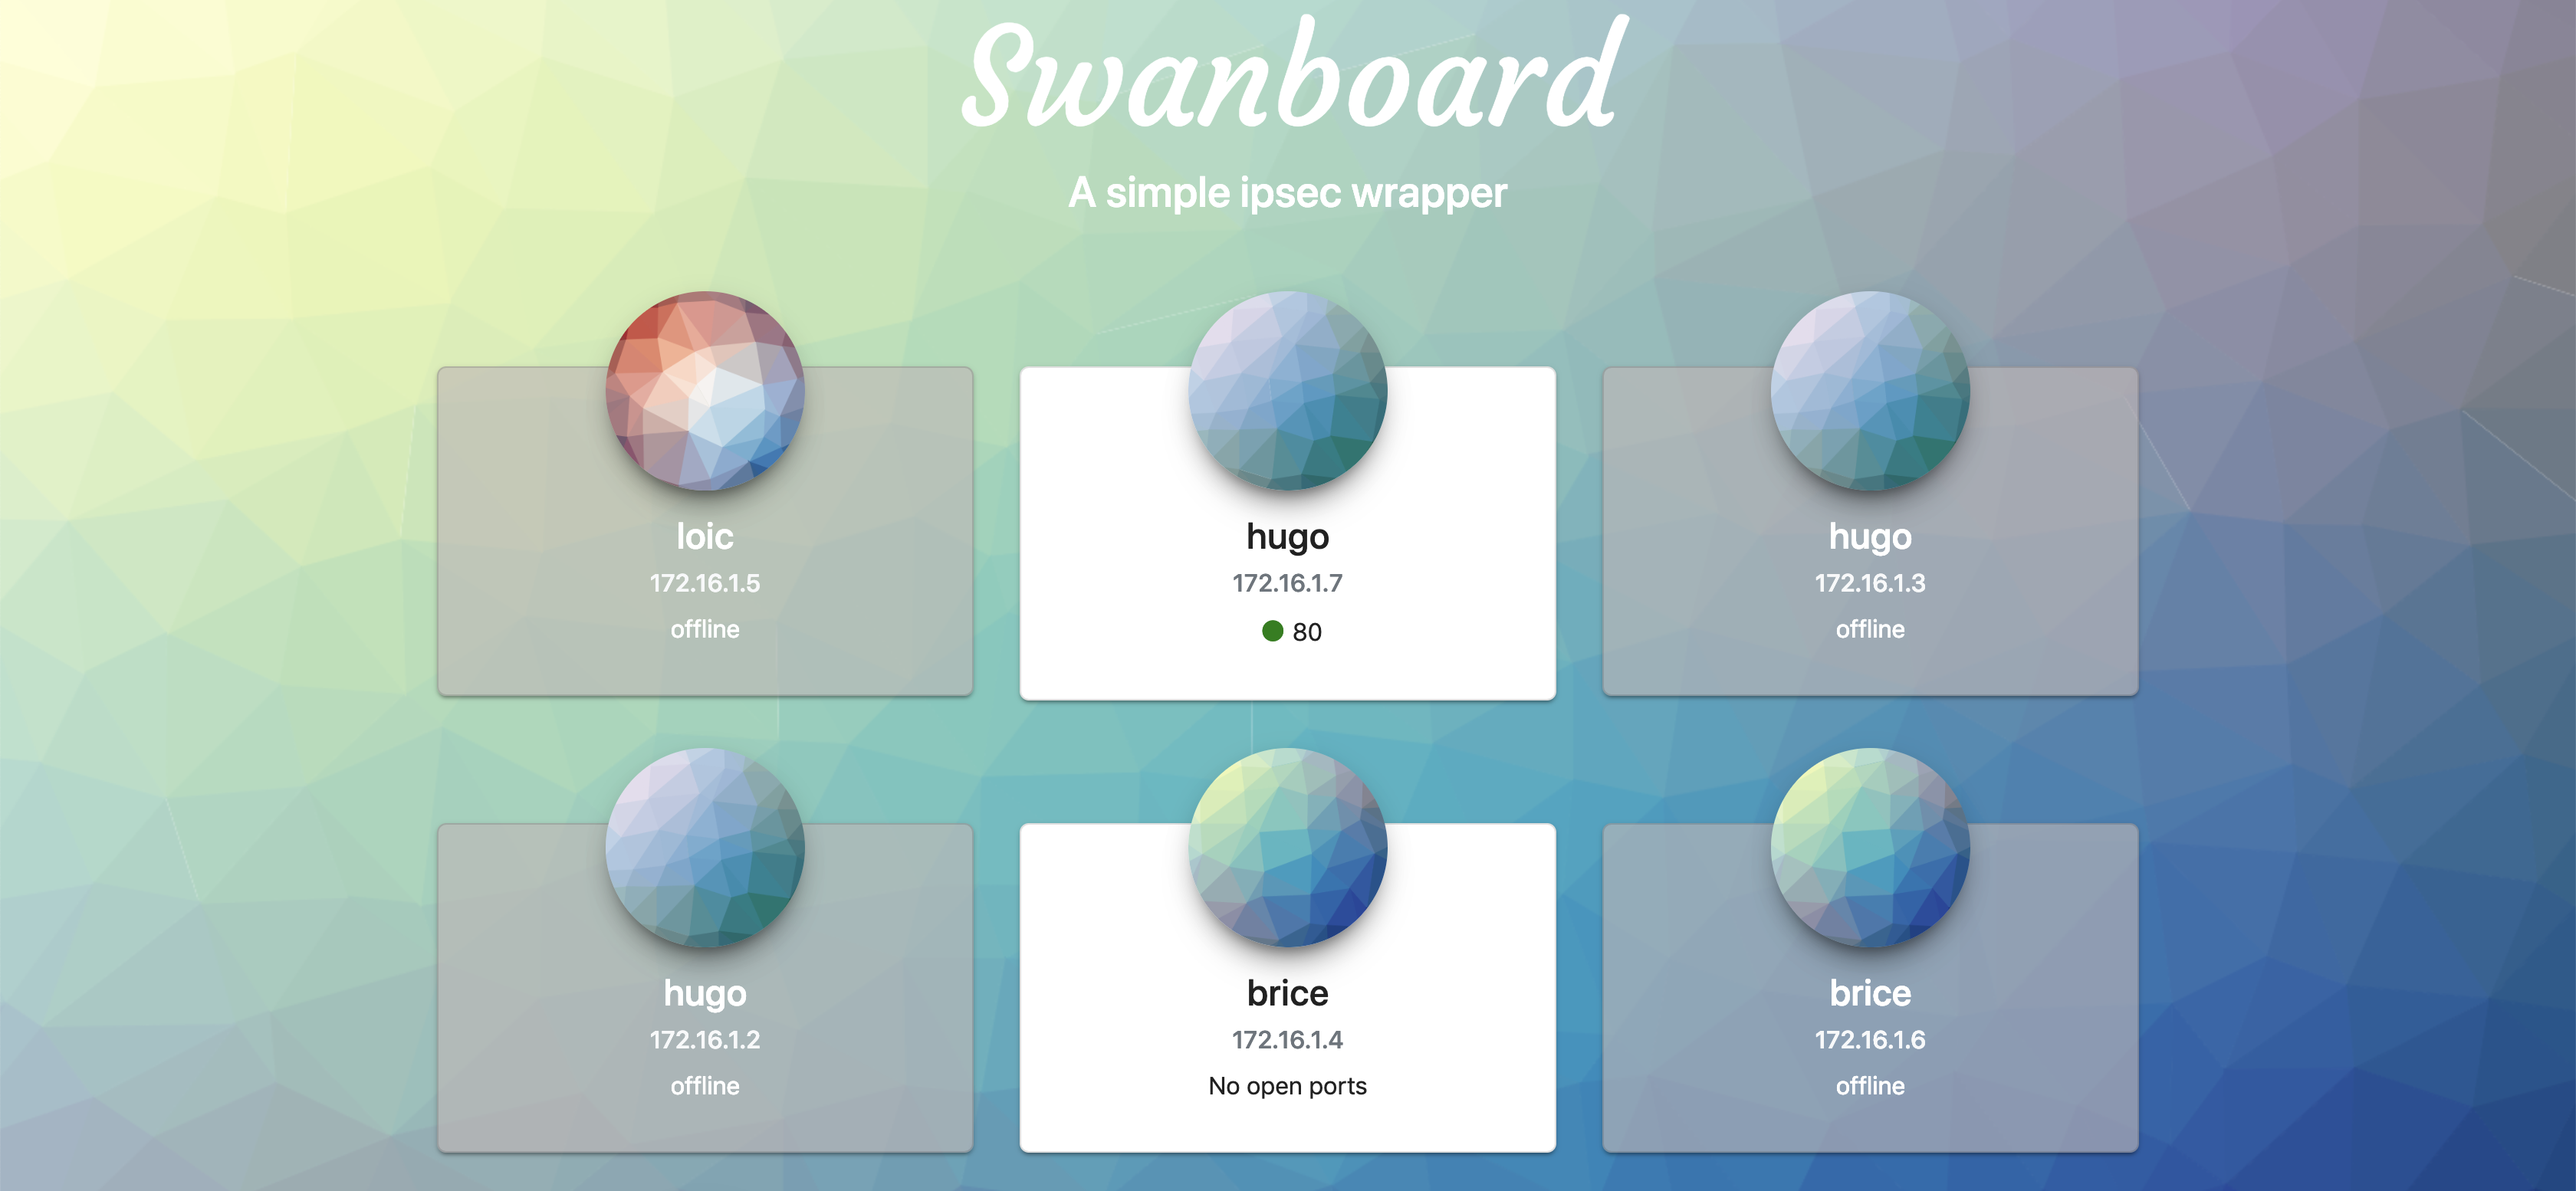 Swanboard
A simple ipsec wrapper
loic
172.16.1.5
offline
hugo
172.16.1.7
80
hugo
172.16.1.3
offline
hugo
172.16.1.2
offline
brice
172.16.1.4
No open ports
brice
172.16.1.6
offline